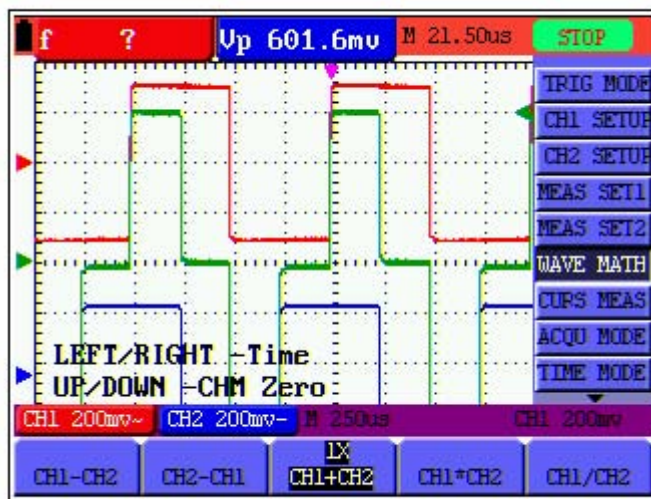 f ? Vp 601.6mv M 21.50us STOP
TRIG MODE
CH1 SETUP
CH2 SETUP
MEAS SET1
MEAS SET2
WAVE MATH
CURS MEAS
ACQU MODE
TIME MODE
LEFT/RIGHT -Time
UP/DOWN -CHM Zero
CH1 200mv~ CH2 200mv- M 250us CH1 200mv
CH1-CH2 CH2-CH1 1X CH1*CH2 CH1/CH2
CH1+CH2